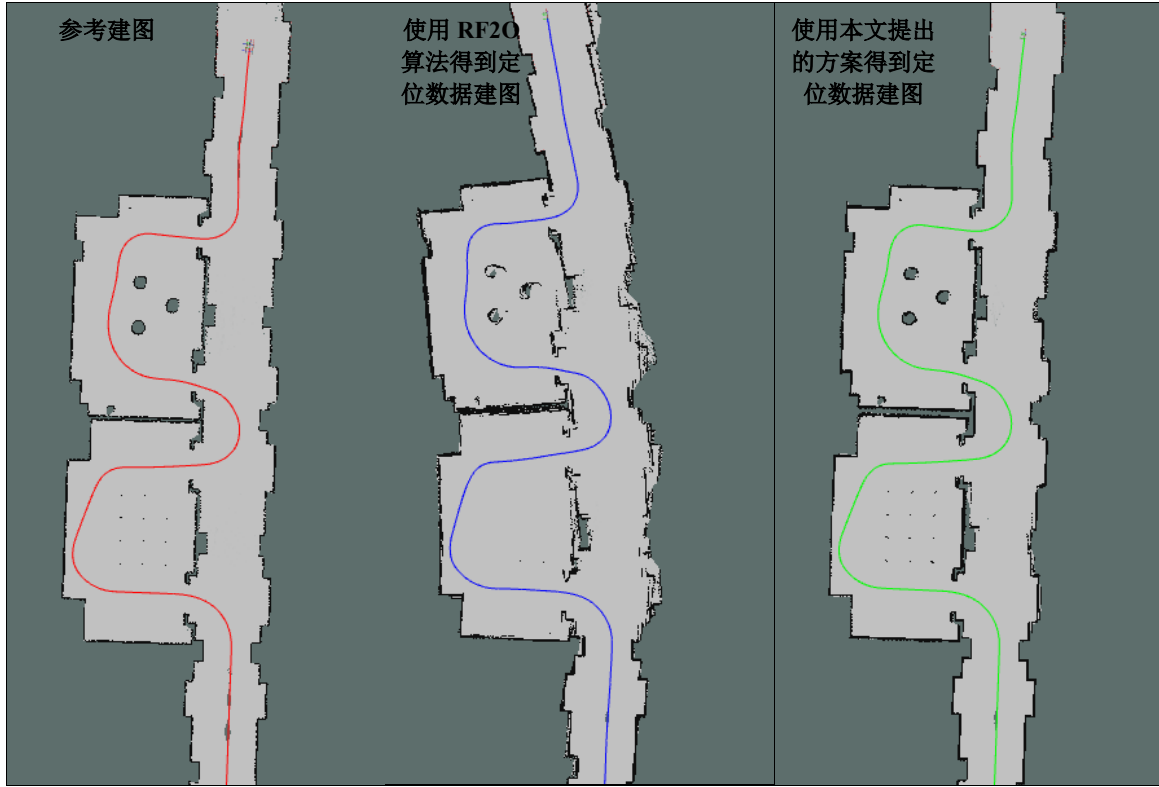 参考建图
使用 RF2O
算法得到定
位数据建图
使用本文提出
的方案得到定
位数据建图